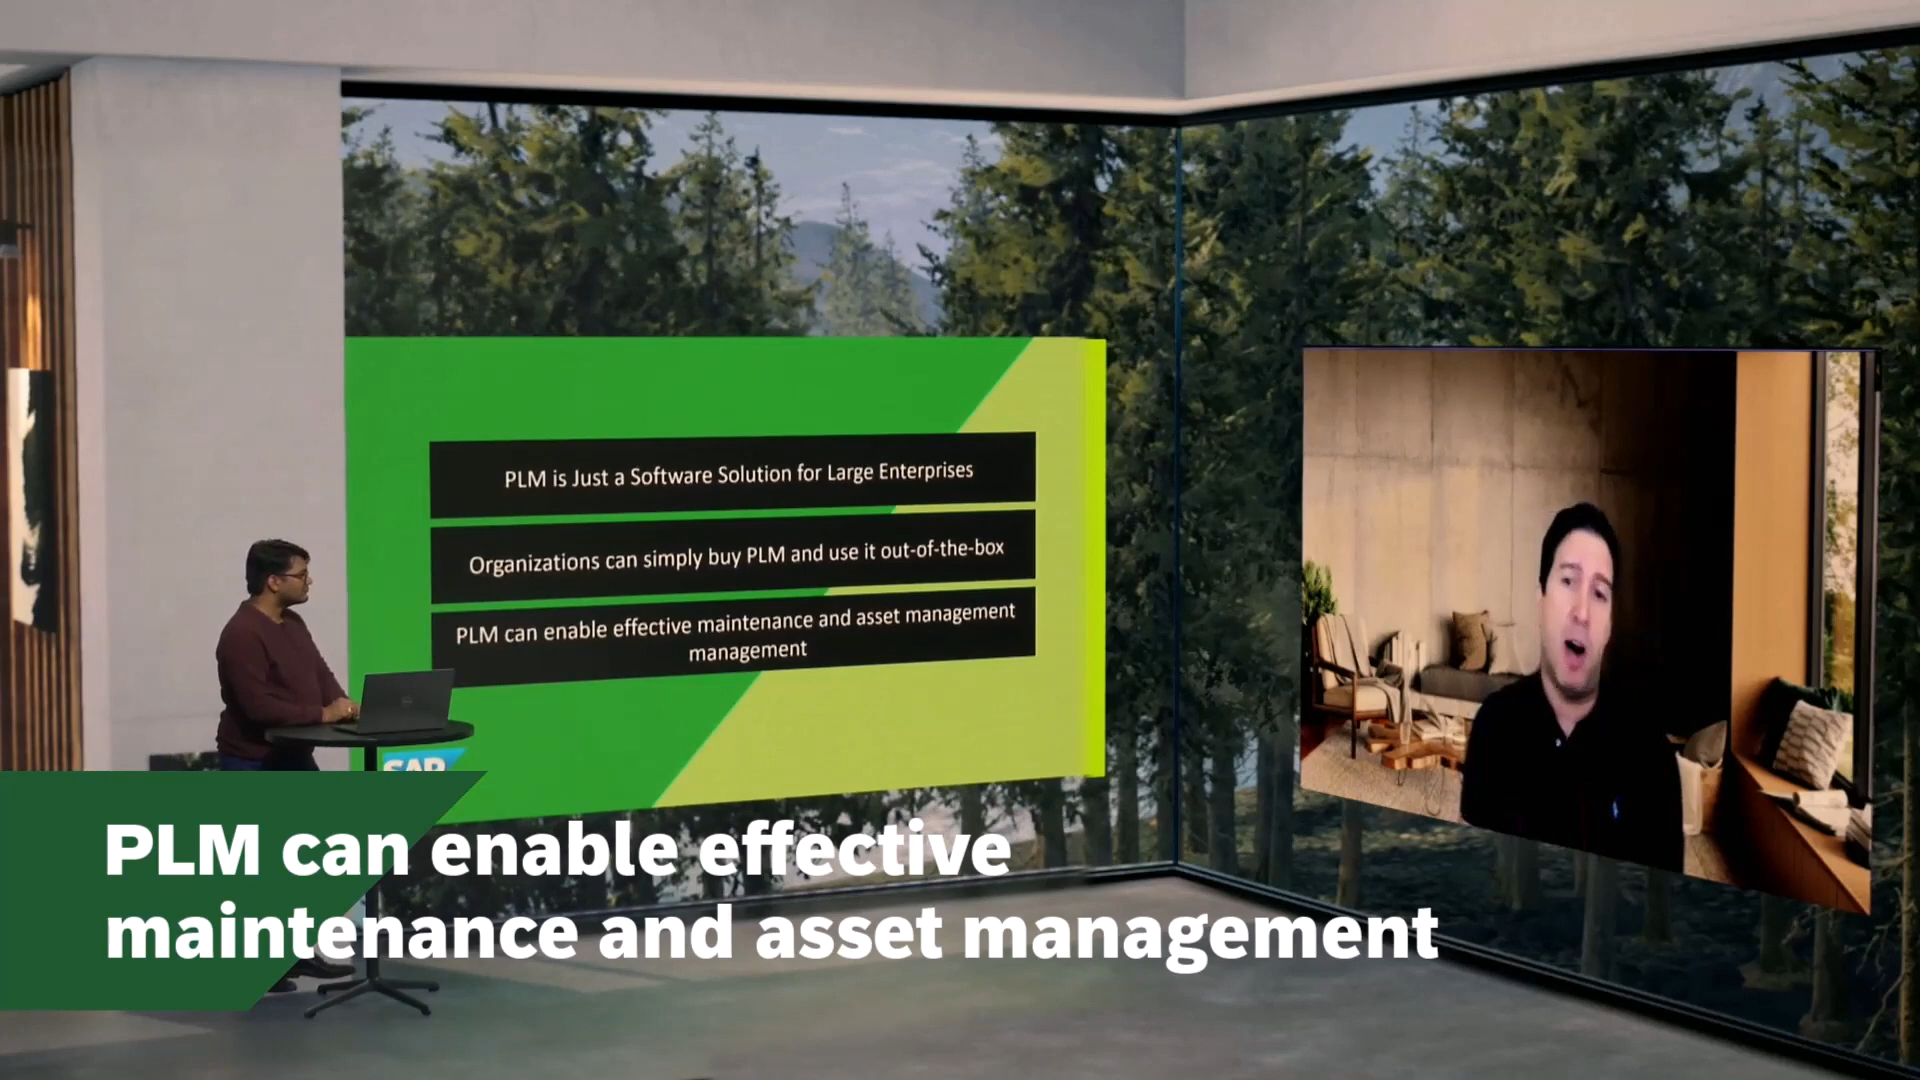 PLM is Just a Software Solution for Large Enterprises
Organizations can simply buy PLM and use it out-of-the-box
PLM can enable effective maintenance and asset management
management
SAP
PLM can enable effective
maintenance and asset management